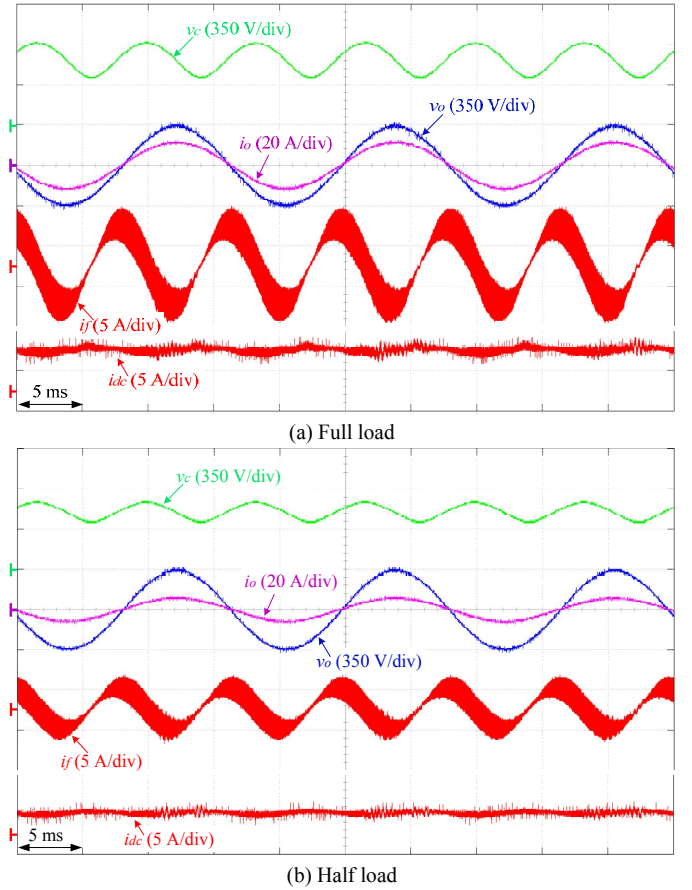 vc (350 V/div)
vo (350 V/div)
io (20 A/div)
if (5 A/div)
idc (5 A/div)
5 ms
(a) Full load
vc (350 V/div)
io (20 A/div)
vo (350 V/div)
if (5 A/div)
idc (5 A/div)
5 ms
(b) Half load